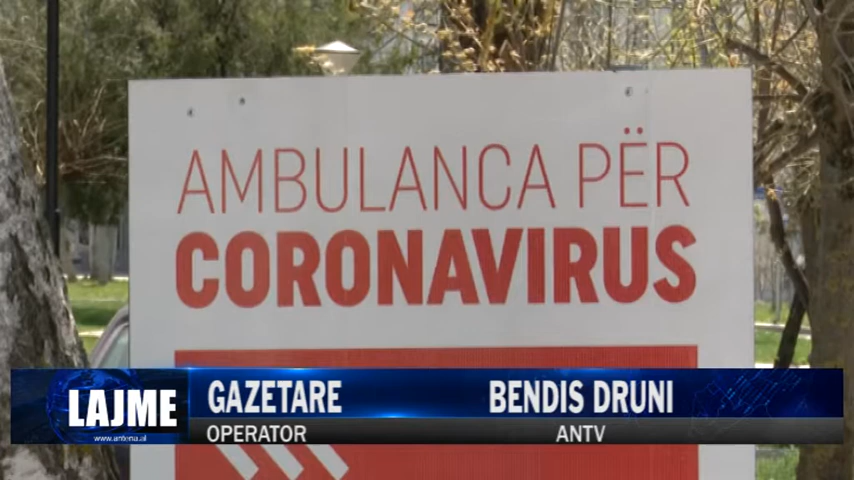 AMBULANCA PËR
CORONAVIRUS
LAJME
www.antena.al
GAZETARE BENDIS DRUNI
OPERATOR ANTV